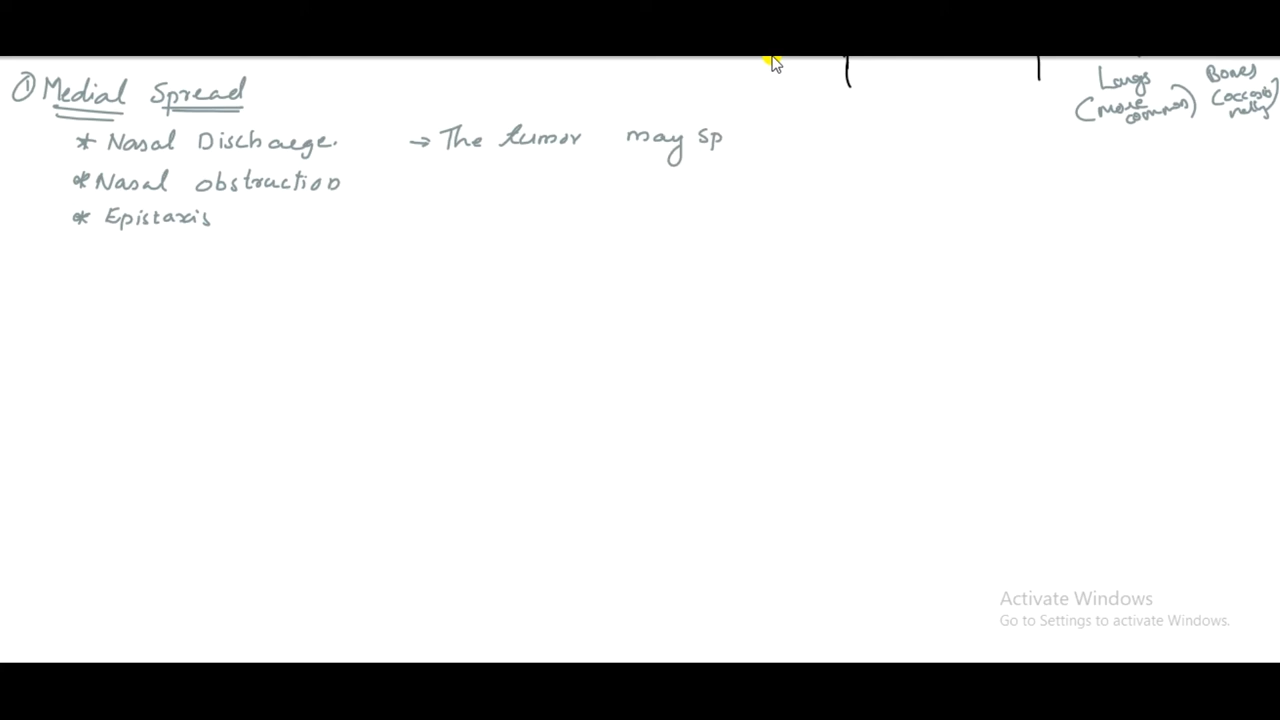 ① Medial Spread
* Nasal Discharge. → The tumor may sp
* Nasal obstruction
* Epistaxis
Lungs
(more common)
Bones
(occasionally)
Activate Windows
Go to Settings to activate Windows.